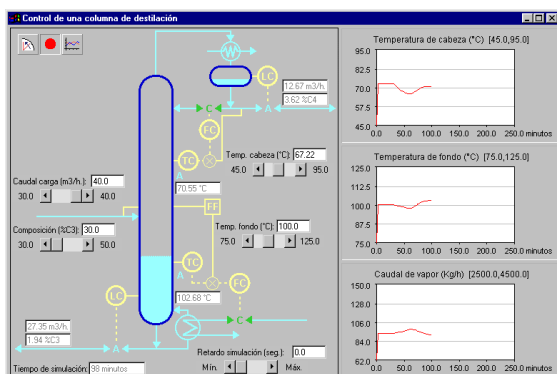 Control de una columna de destilación
LC
12.67 m3/h.
3.62 %C4
C
A
FC
TC
A
Temp. cabeza (°C): 67.22
45.0 95.0
70.55 °C
Caudal carga (m3/h.) 40.0
30.0 40.0
FF
Composición (%C3) 30.0
30.0 50.0
Temp. fondo (°C): 100.0
75.0 125.0
TC
A
FC
LC
102.68 °C
C
27.35 m3/h.
1.94 %C3
A
Retardo simulación (seg.): 0.0
Mín. Máx.
Tiempo de simulación: 98 minutos
Temperatura de cabeza (°C) [45.0,95.0]
95.0
82.5
70.0
57.5
45.0
0.0 50.0 100.0 150.0 200.0 250.0 minutos
Temperatura de fondo (°C) [75.0,125.0]
125.0
112.5
100.0
87.5
75.0
0.0 50.0 100.0 150.0 200.0 250.0 minutos
Caudal de vapor (Kg/h) [2500.0,4500.0]
150.0
128.0
106.0
84.0
62.0
0.0 50.0 100.0 150.0 200.0 250.0 minutos